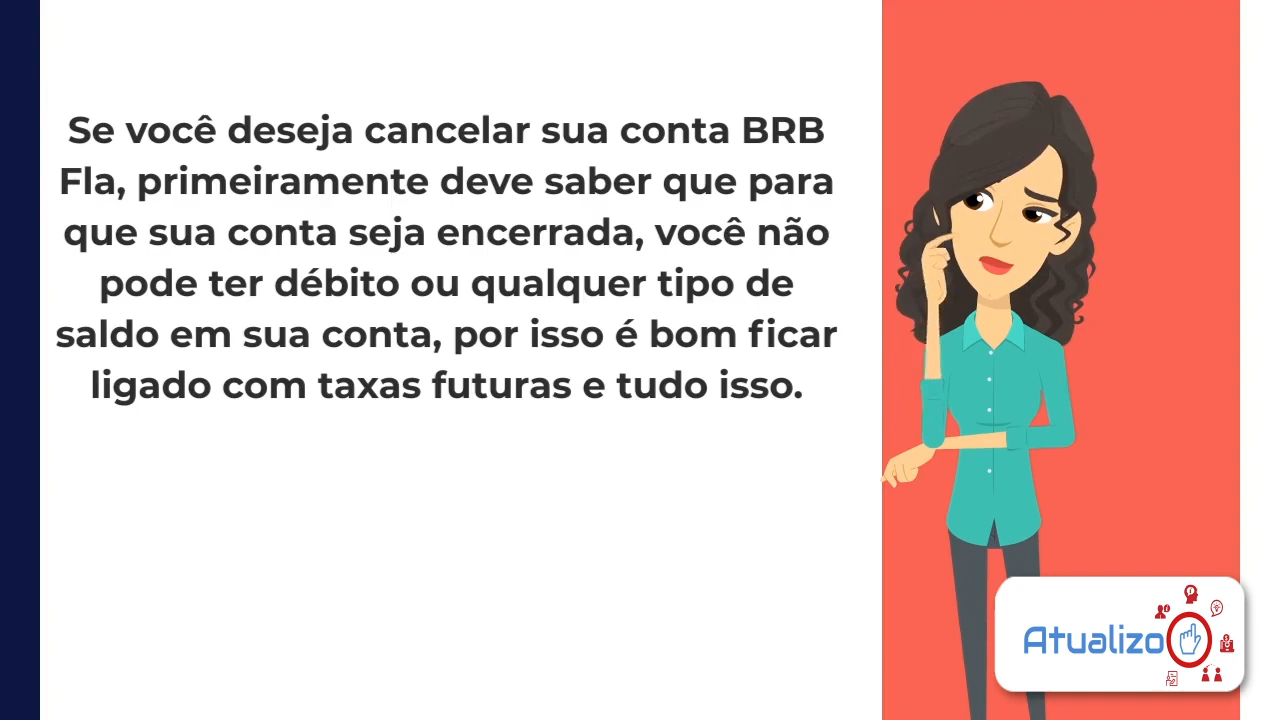 Se você deseja cancelar sua conta BRB
Fla, primeiramente deve saber que para
que sua conta seja encerrada, você não
pode ter débito ou qualquer tipo de
saldo em sua conta, por isso é bom ficar
ligado com taxas futuras e tudo isso.
Atualizo